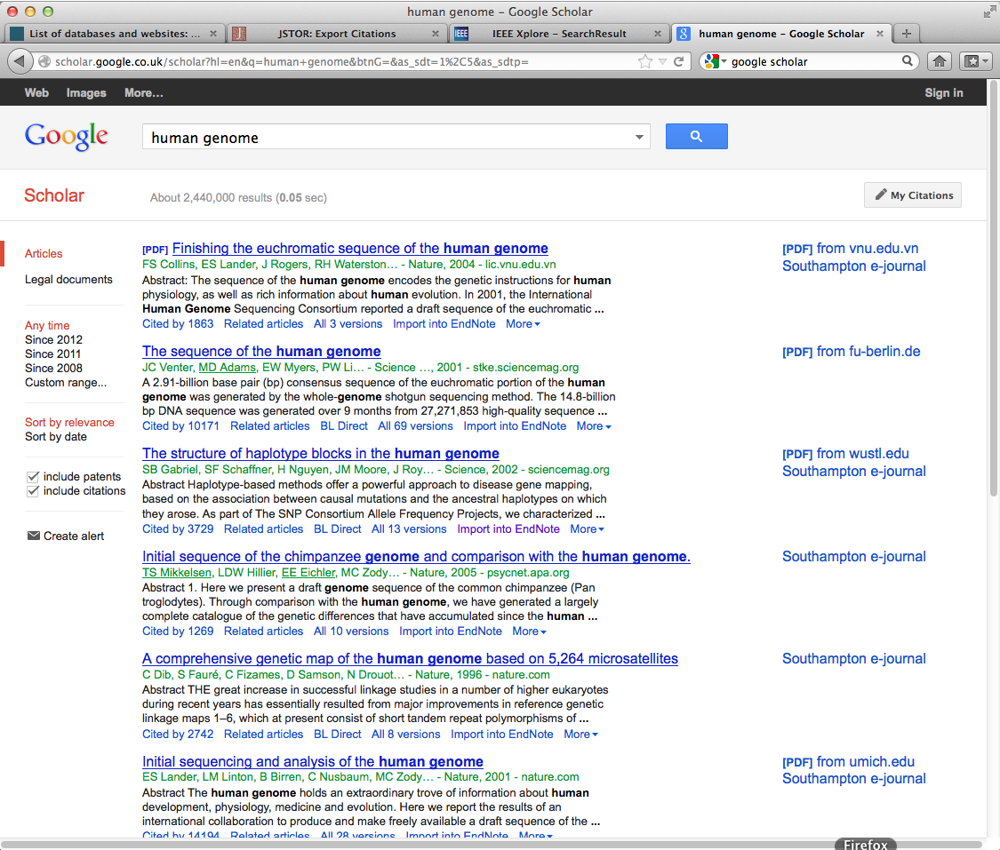 human genome – Google Scholar
List of databases and websites: ...
JSTOR: Export Citations
IEEE
IEEE Xplore – SearchResult
human genome – Google Scholar
scholar.google.co.uk/scholar?hl=en&q=human+genome&btnG=&as_sdt=1%2C5&as_sdtp=
google scholar
Web Images More... Sign in
Google
human genome
Scholar
About 2,440,000 results (0.05 sec)
My Citations
Articles
Legal documents
Any time
Since 2012
Since 2011
Since 2008
Custom range...
Sort by relevance
Sort by date
include patents
include citations
Create alert
[PDF] Finishing the euchromatic sequence of the human genome
FS Collins, ES Lander, J Rogers, RH Waterston… - Nature, 2004 - lic.vnu.edu.vn
Abstract: The sequence of the human genome encodes the genetic instructions for human
physiology, as well as rich information about human evolution. In 2001, the International
Human Genome Sequencing Consortium reported a draft sequence of the euchromatic ...
Cited by 1863 Related articles All 3 versions Import into EndNote More
[PDF] from vnu.edu.vn
Southampton e-journal
The sequence of the human genome
JC Venter, MD Adams, EW Myers, PW Li… - Science …, 2001 - stke.sciencemag.org
A 2.91-billion base pair (bp) consensus sequence of the euchromatic portion of the human
genome was generated by the whole-genome shotgun sequencing method. The 14.8-billion
bp DNA sequence was generated over 9 months from 27,271,853 high-quality sequence ...
Cited by 10171 Related articles BL Direct All 69 versions Import into EndNote More
[PDF] from fu-berlin.de
The structure of haplotype blocks in the human genome
SB Gabriel, SF Schaffner, H Nguyen, JM Moore, J Roy… - Science, 2002 - sciencemag.org
Abstract Haplotype-based methods offer a powerful approach to disease gene mapping,
based on the association between causal mutations and the ancestral haplotypes on which
they arose. As part of The SNP Consortium Allele Frequency Projects, we characterized ...
Cited by 3729 Related articles BL Direct All 13 versions Import into EndNote More
[PDF] from wustl.edu
Southampton e-journal
Initial sequence of the chimpanzee genome and comparison with the human genome.
TS Mikkelsen, LDW Hillier, EE Eichler, MC Zody… - Nature, 2005 - psycnet.apa.org
Abstract 1. Here we present a draft genome sequence of the common chimpanzee (Pan
troglodytes). Through comparison with the human genome, we have generated a largely
complete catalogue of the genetic differences that have accumulated since the human ...
Cited by 1269 Related articles All 10 versions Import into EndNote More
Southampton e-journal
A comprehensive genetic map of the human genome based on 5,264 microsatellites
C Dib, S Fauré, C Fizames, D Samson, N Drouot… - Nature, 1996 - nature.com
Abstract THE great increase in successful linkage studies in a number of higher eukaryotes
during recent years has essentially resulted from major improvements in reference genetic
linkage maps 1–6, which at present consist of short tandem repeat polymorphisms of ...
Cited by 2742 Related articles BL Direct All 8 versions Import into EndNote More
Southampton e-journal
Initial sequencing and analysis of the human genome
ES Lander, LM Linton, B Birren, C Nusbaum, MC Zody… - Nature, 2001 - nature.com
Abstract The human genome holds an extraordinary trove of information about human
development, physiology, medicine and evolution. Here we report the results of an
international collaboration to produce and make freely available a draft sequence of the ...
Cited by 14194 Related articles All 28 versions Import into EndNote More
[PDF] from umich.edu
Southampton e-journal
Firefox